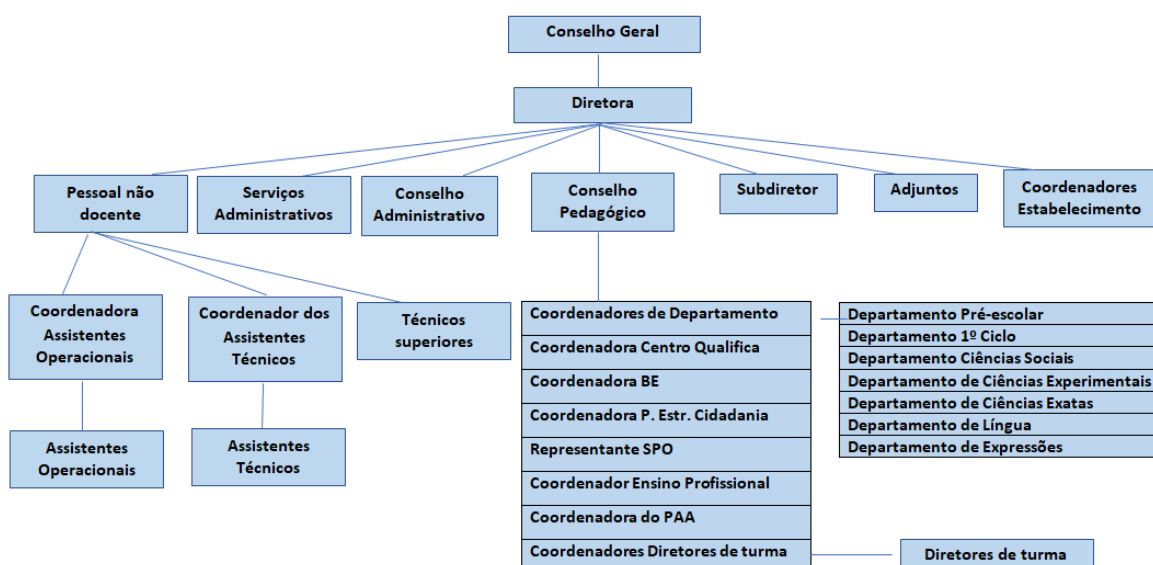 Conselho Geral
Diretora
Pessoal não
docente
Serviços
Administrativos
Conselho
Administrativo
Conselho
Pedagógico
Subdiretor
Adjuntos
Coordenadores
Estabelecimento
Coordenadora
Assistentes
Operacionais
Coordenador dos
Assistentes
Técnicos
Técnicos
superiores
Assistentes
Operacionais
Assistentes
Técnicos
Coordenadores de Departamento
Coordenadora Centro Qualifica
Coordenadora BE
Coordenadora P. Estr. Cidadania
Representante SPO
Coordenador Ensino Profissional
Coordenadora do PAA
Coordenadores Diretores de turma
Departamento Pré-escolar
Departamento 1º Ciclo
Departamento Ciências Sociais
Departamento de Ciências Experimentais
Departamento de Ciências Exatas
Departamento de Língua
Departamento de Expressões
Diretores de turma